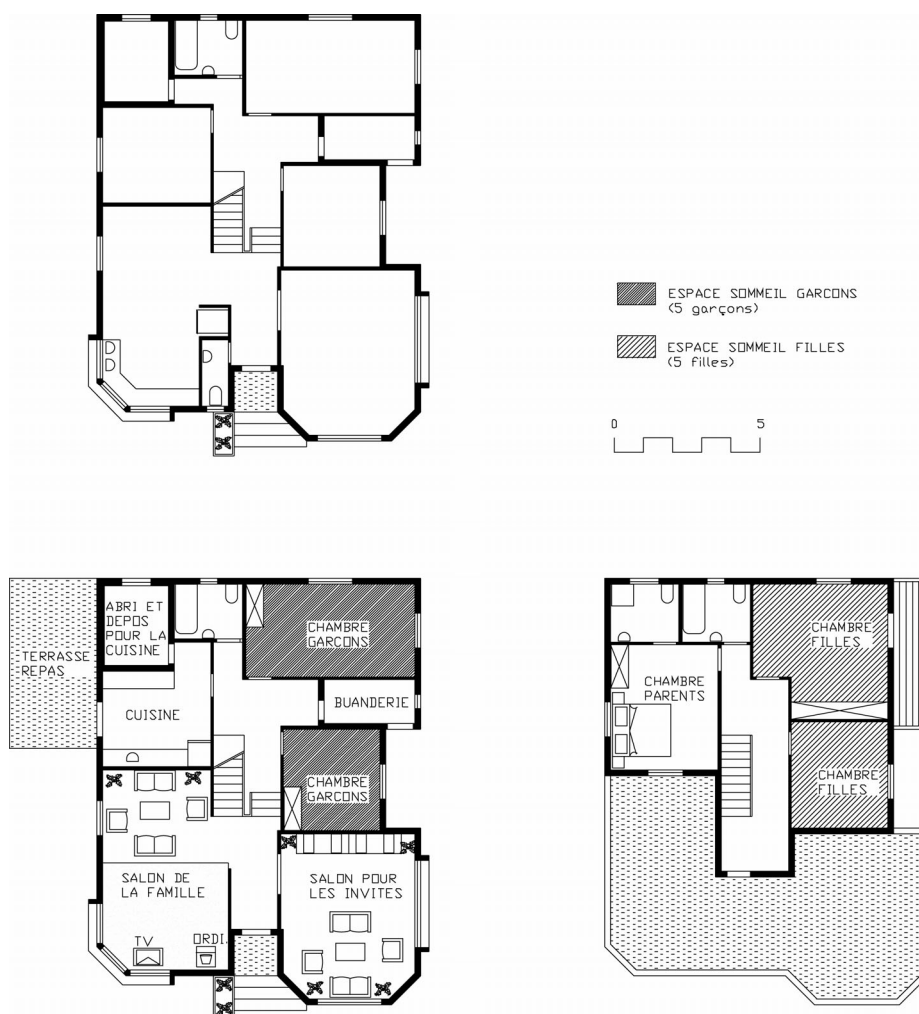 ESPACE SOMMEIL GARCONS
(5 garçons)
ESPACE SOMMEIL FILLES
(5 filles)
0 5
ABRI ET
DEPOS
POUR LA
CUISINE
TERRASSE
REPAS
CHAMBRE
GARCONS
BUANDERIE
CUISINE
CHAMBRE
GARCONS
SALON DE
LA FAMILLE
SALON POUR
LES INVITES
TV
ORDI.
CHAMBRE
FILLES
CHAMBRE
PARENTS
CHAMBRE
FILLES